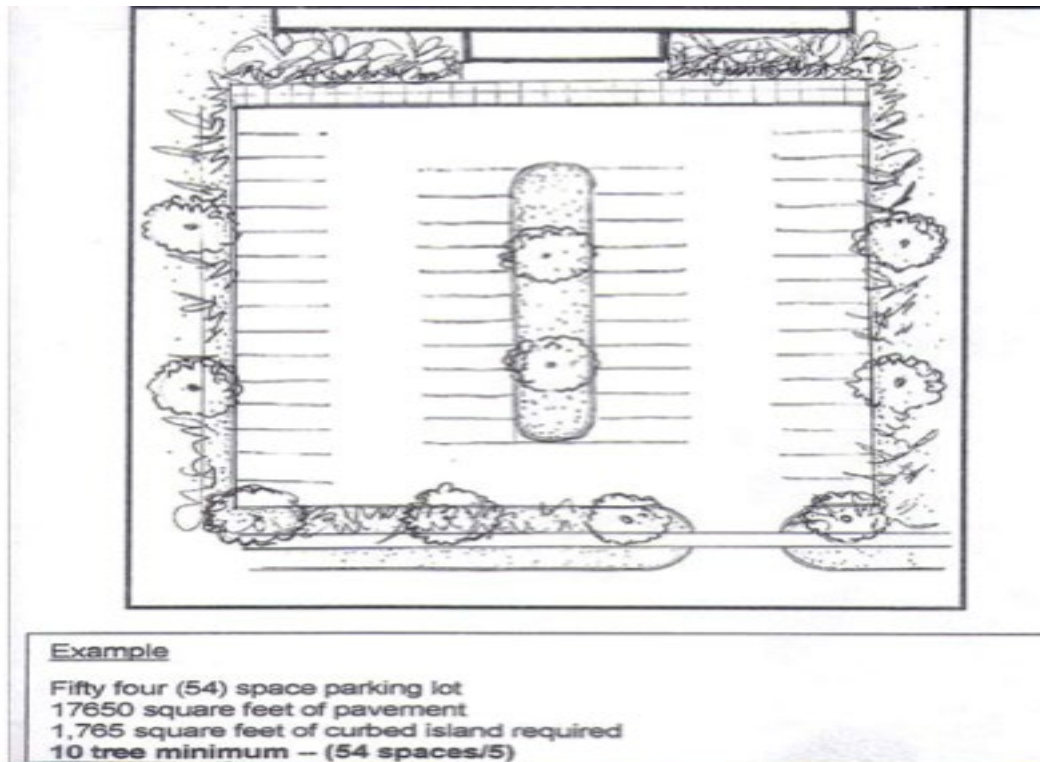 Example
Fifty four (54) space parking lot
17650 square feet of pavement
1,765 square feet of curbed island required
10 tree minimum -- (54 spaces/5)